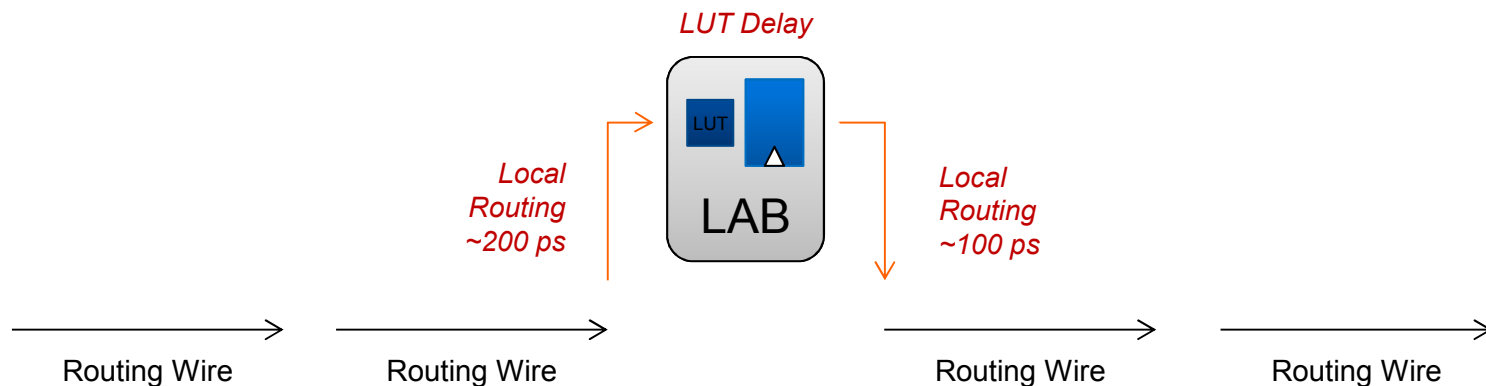 LUT Delay
LUT
LAB
Local
Routing
~200 ps
Local
Routing
~100 ps
Routing Wire
Routing Wire
Routing Wire
Routing Wire